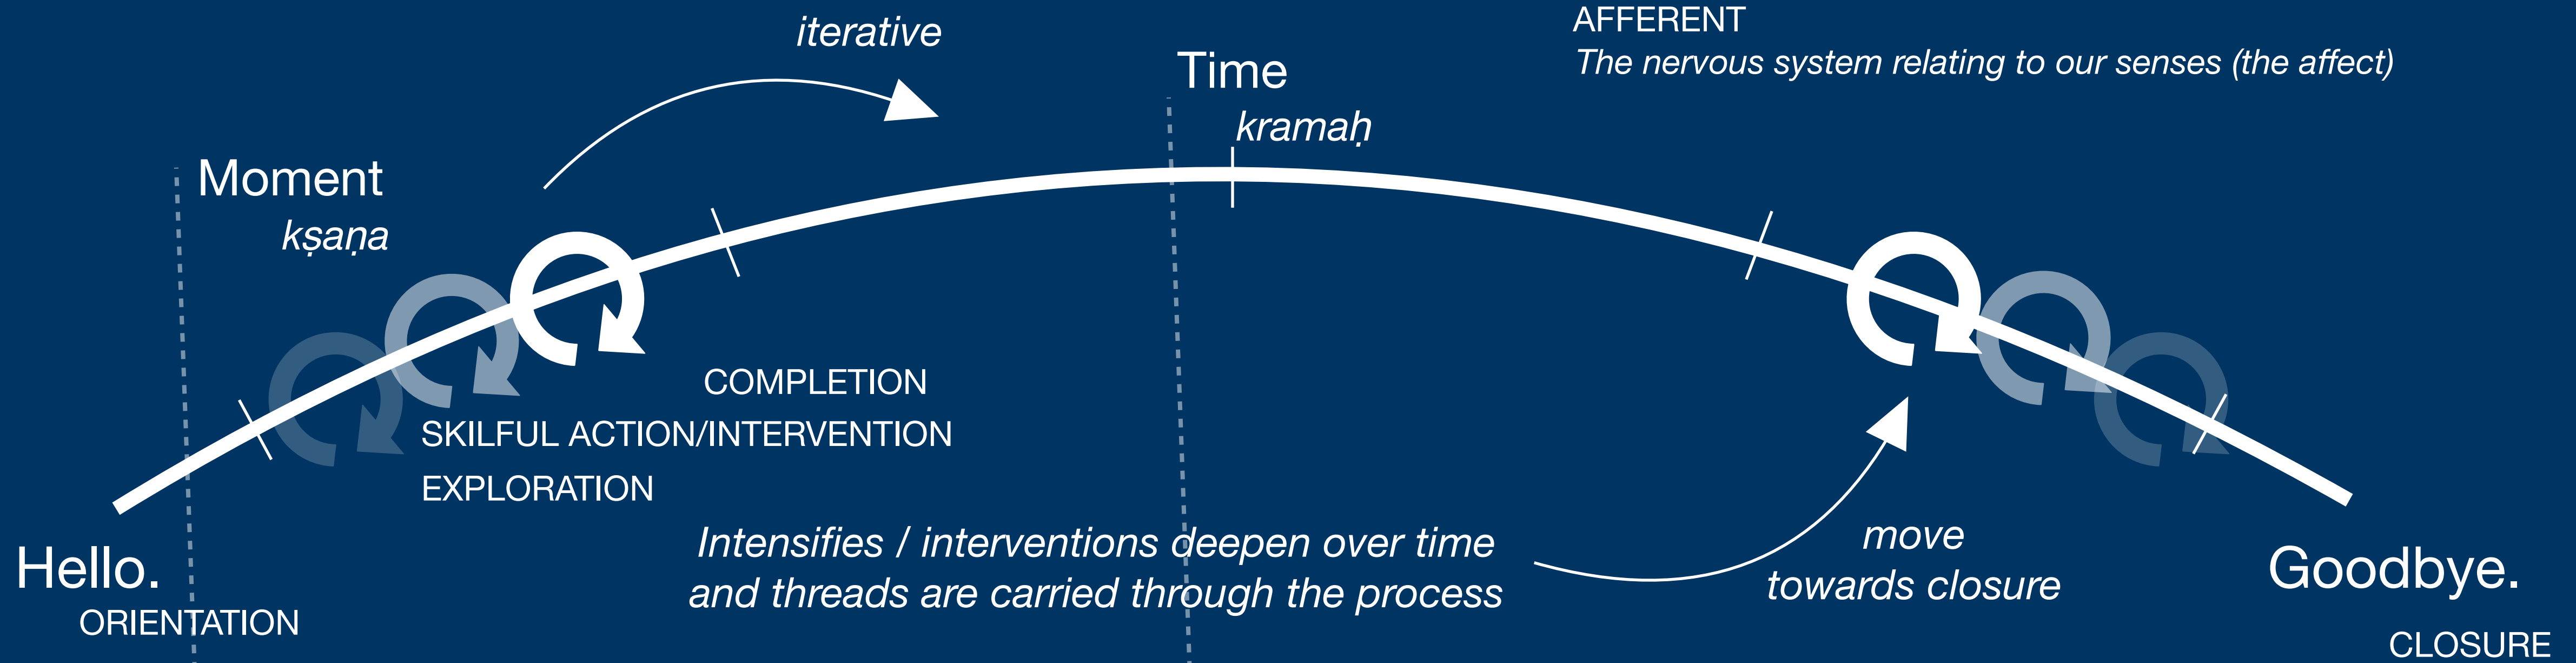 iterative
AFFERENT
The nervous system relating to our senses (the affect)
Time
kramaḥ
Moment
kṣaṇa
COMPLETION
SKILFUL ACTION/INTERVENTION
EXPLORATION
Intensifies / interventions deepen over time
and threads are carried through the process
move
towards closure
Hello.
ORIENTATION
Goodbye.
CLOSURE